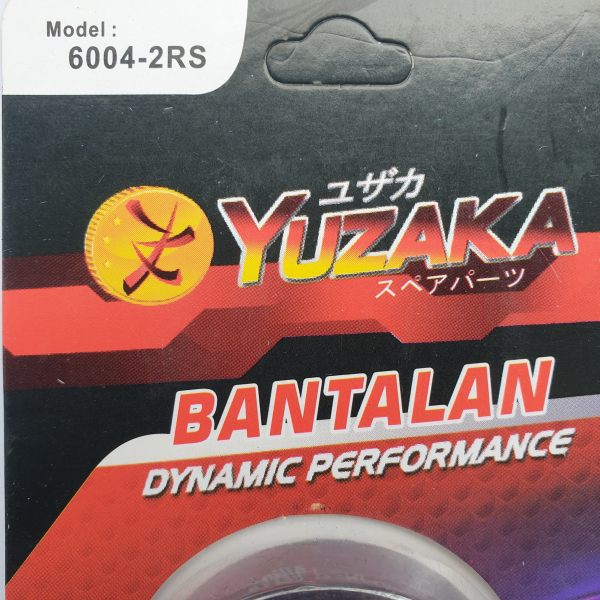 Model :
6004-2RS
ユザカ
YUZAKA
スペアパーツ
BANTALAN
DYNAMIC PERFORMANCE